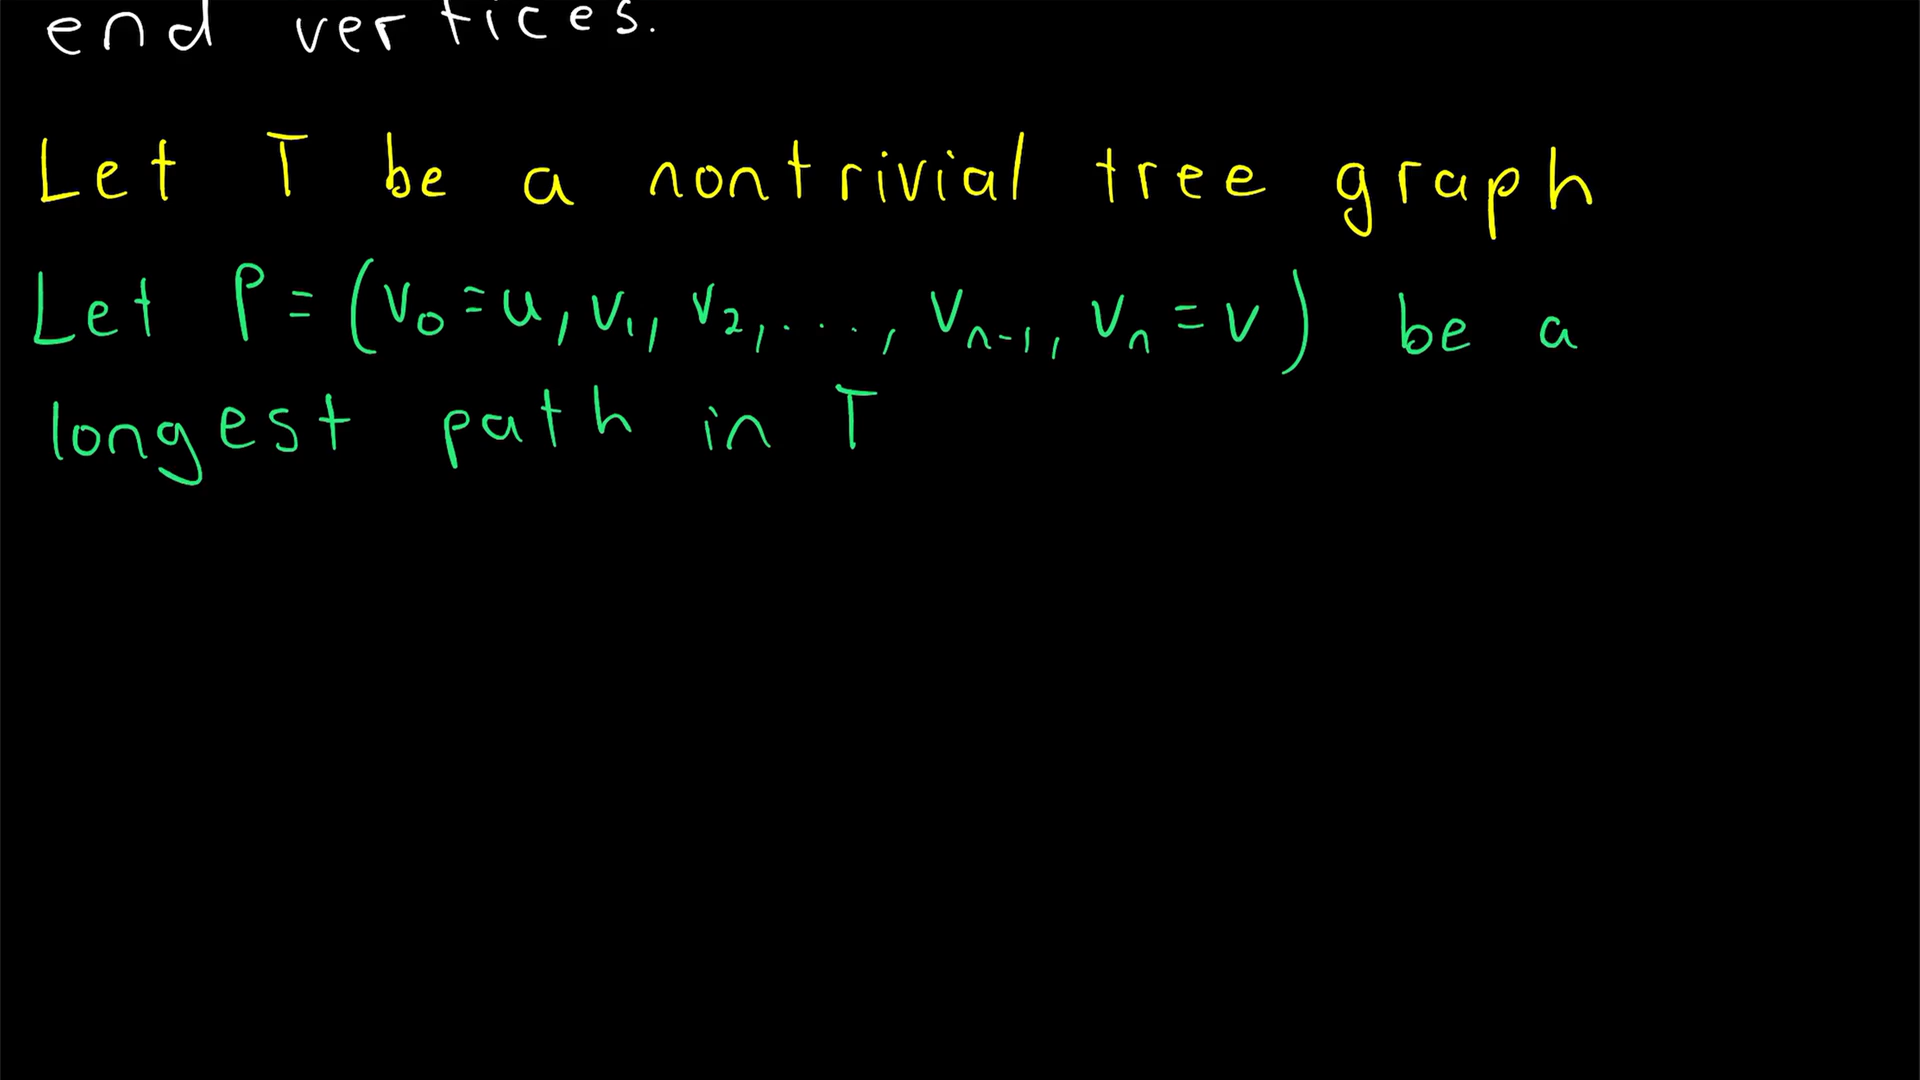 end vertices.
Let T be a nontrivial tree graph
Let P = (v₀ = u, v₁, v₂, ..., vₙ₋₁, vₙ = v) be a
longest path in T